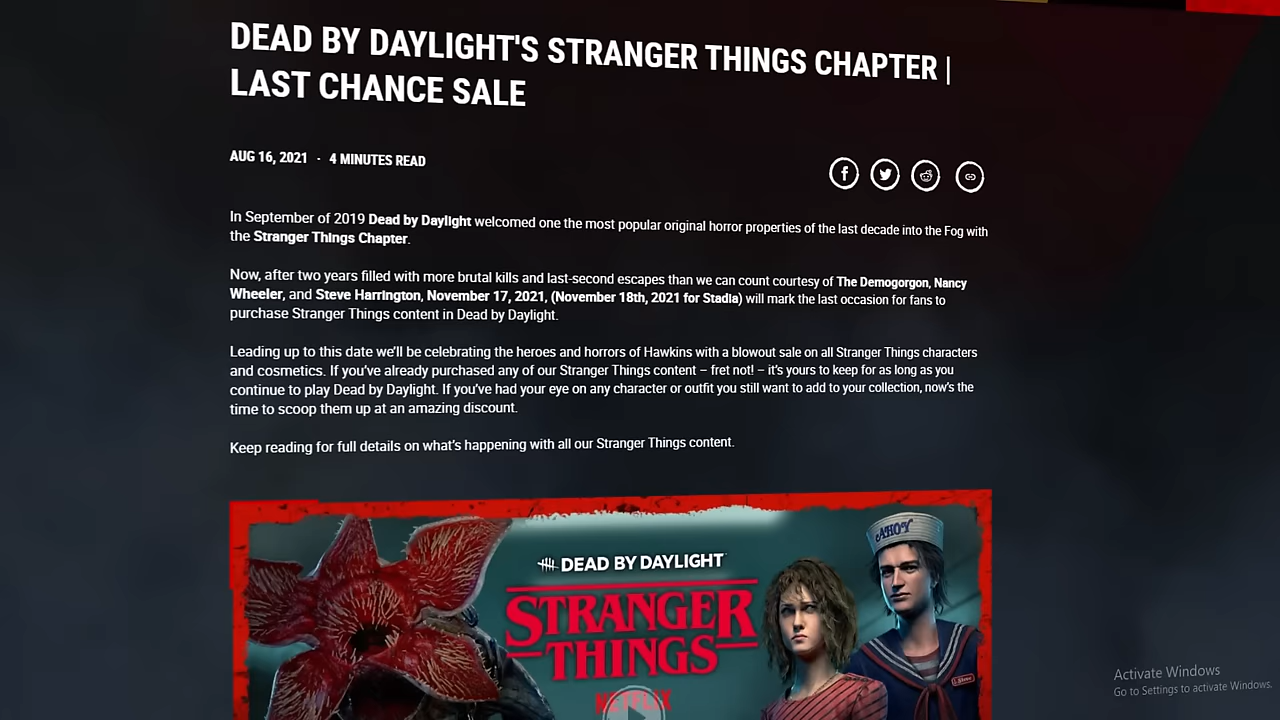 DEAD BY DAYLIGHT'S STRANGER THINGS CHAPTER |
LAST CHANCE SALE
AUG 16, 2021 · 4 MINUTES READ
In September of 2019 Dead by Daylight welcomed one the most popular original horror properties of the last decade into the Fog with
the Stranger Things Chapter.
Now, after two years filled with more brutal kills and last-second escapes than we can count courtesy of The Demogorgon, Nancy
Wheeler, and Steve Harrington, November 17, 2021, (November 18th, 2021 for Stadia) will mark the last occasion for fans to
purchase Stranger Things content in Dead by Daylight.
Leading up to this date we'll be celebrating the heroes and horrors of Hawkins with a blowout sale on all Stranger Things characters
and cosmetics. If you've already purchased any of our Stranger Things content – fret not! – it's yours to keep for as long as you
continue to play Dead by Daylight. If you've had your eye on any character or outfit you still want to add to your collection, now's the
time to scoop them up at an amazing discount.
Keep reading for full details on what's happening with all our Stranger Things content.
AHOY
DEAD BY DAYLIGHT
STRANGER
THINGS
NETFLIX
Activate Windows
Go to Settings to activate Windows.